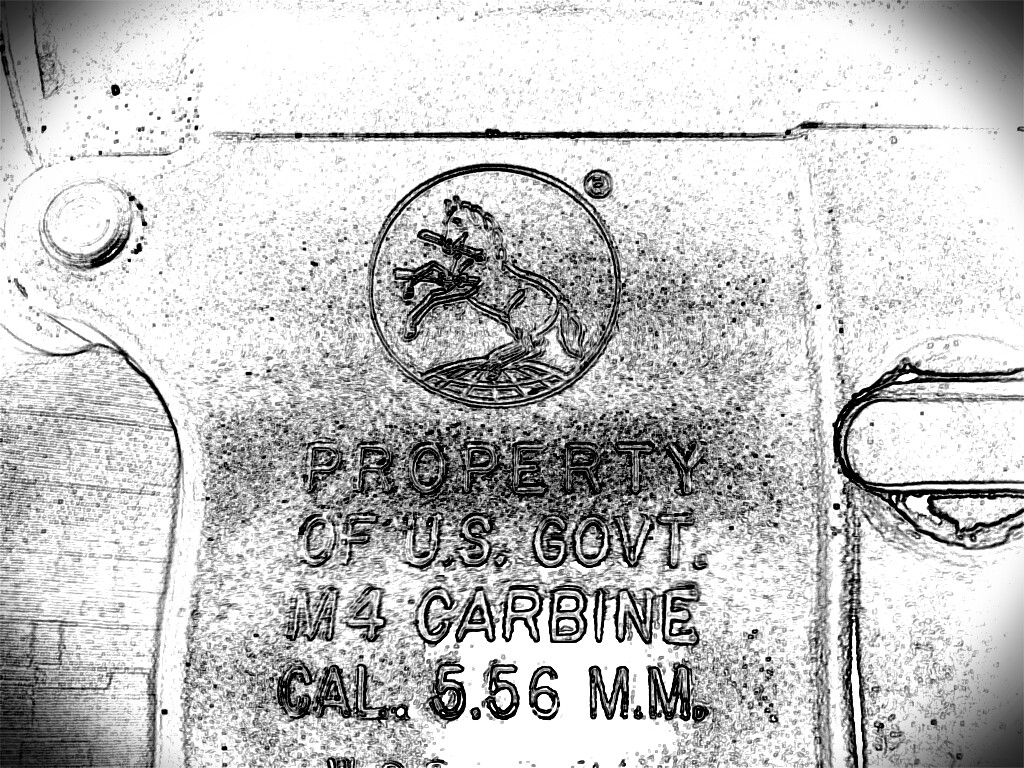 ®
PROPERTY
OF U.S. GOVT.
M4 CARBINE
CAL. 5.56 M.M.